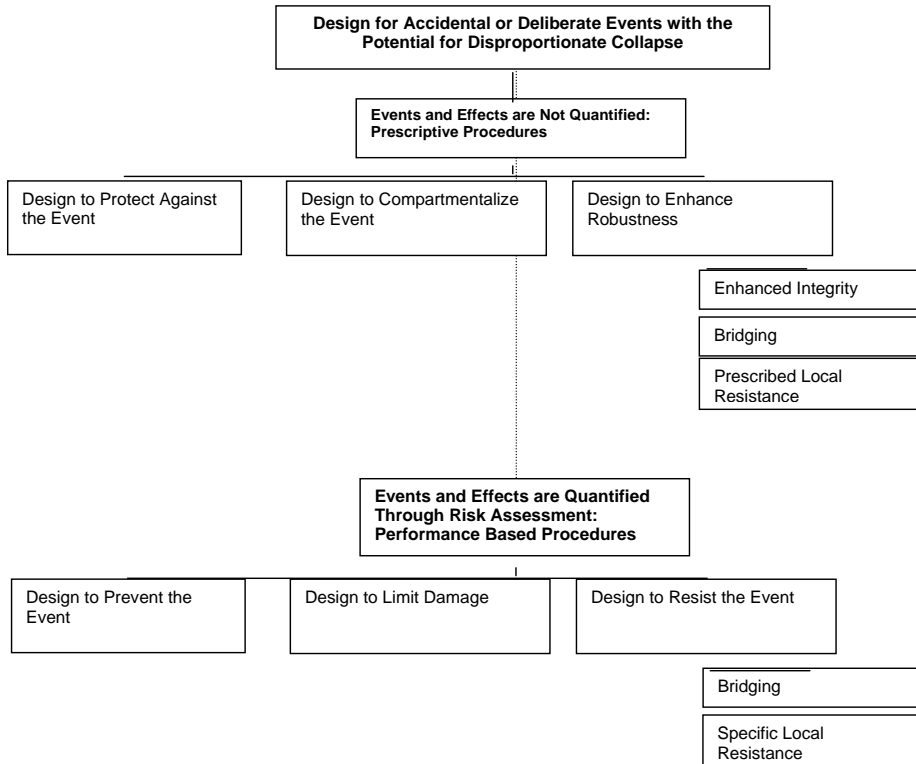 Design for Accidental or Deliberate Events with the
Potential for Disproportionate Collapse
Events and Effects are Not Quantified:
Prescriptive Procedures
Design to Protect Against
the Event
Design to Compartmentalize
the Event
Design to Enhance
Robustness
Enhanced Integrity
Bridging
Prescribed Local
Resistance
Events and Effects are Quantified
Through Risk Assessment:
Performance Based Procedures
Design to Prevent the
Event
Design to Limit Damage
Design to Resist the Event
Bridging
Specific Local
Resistance